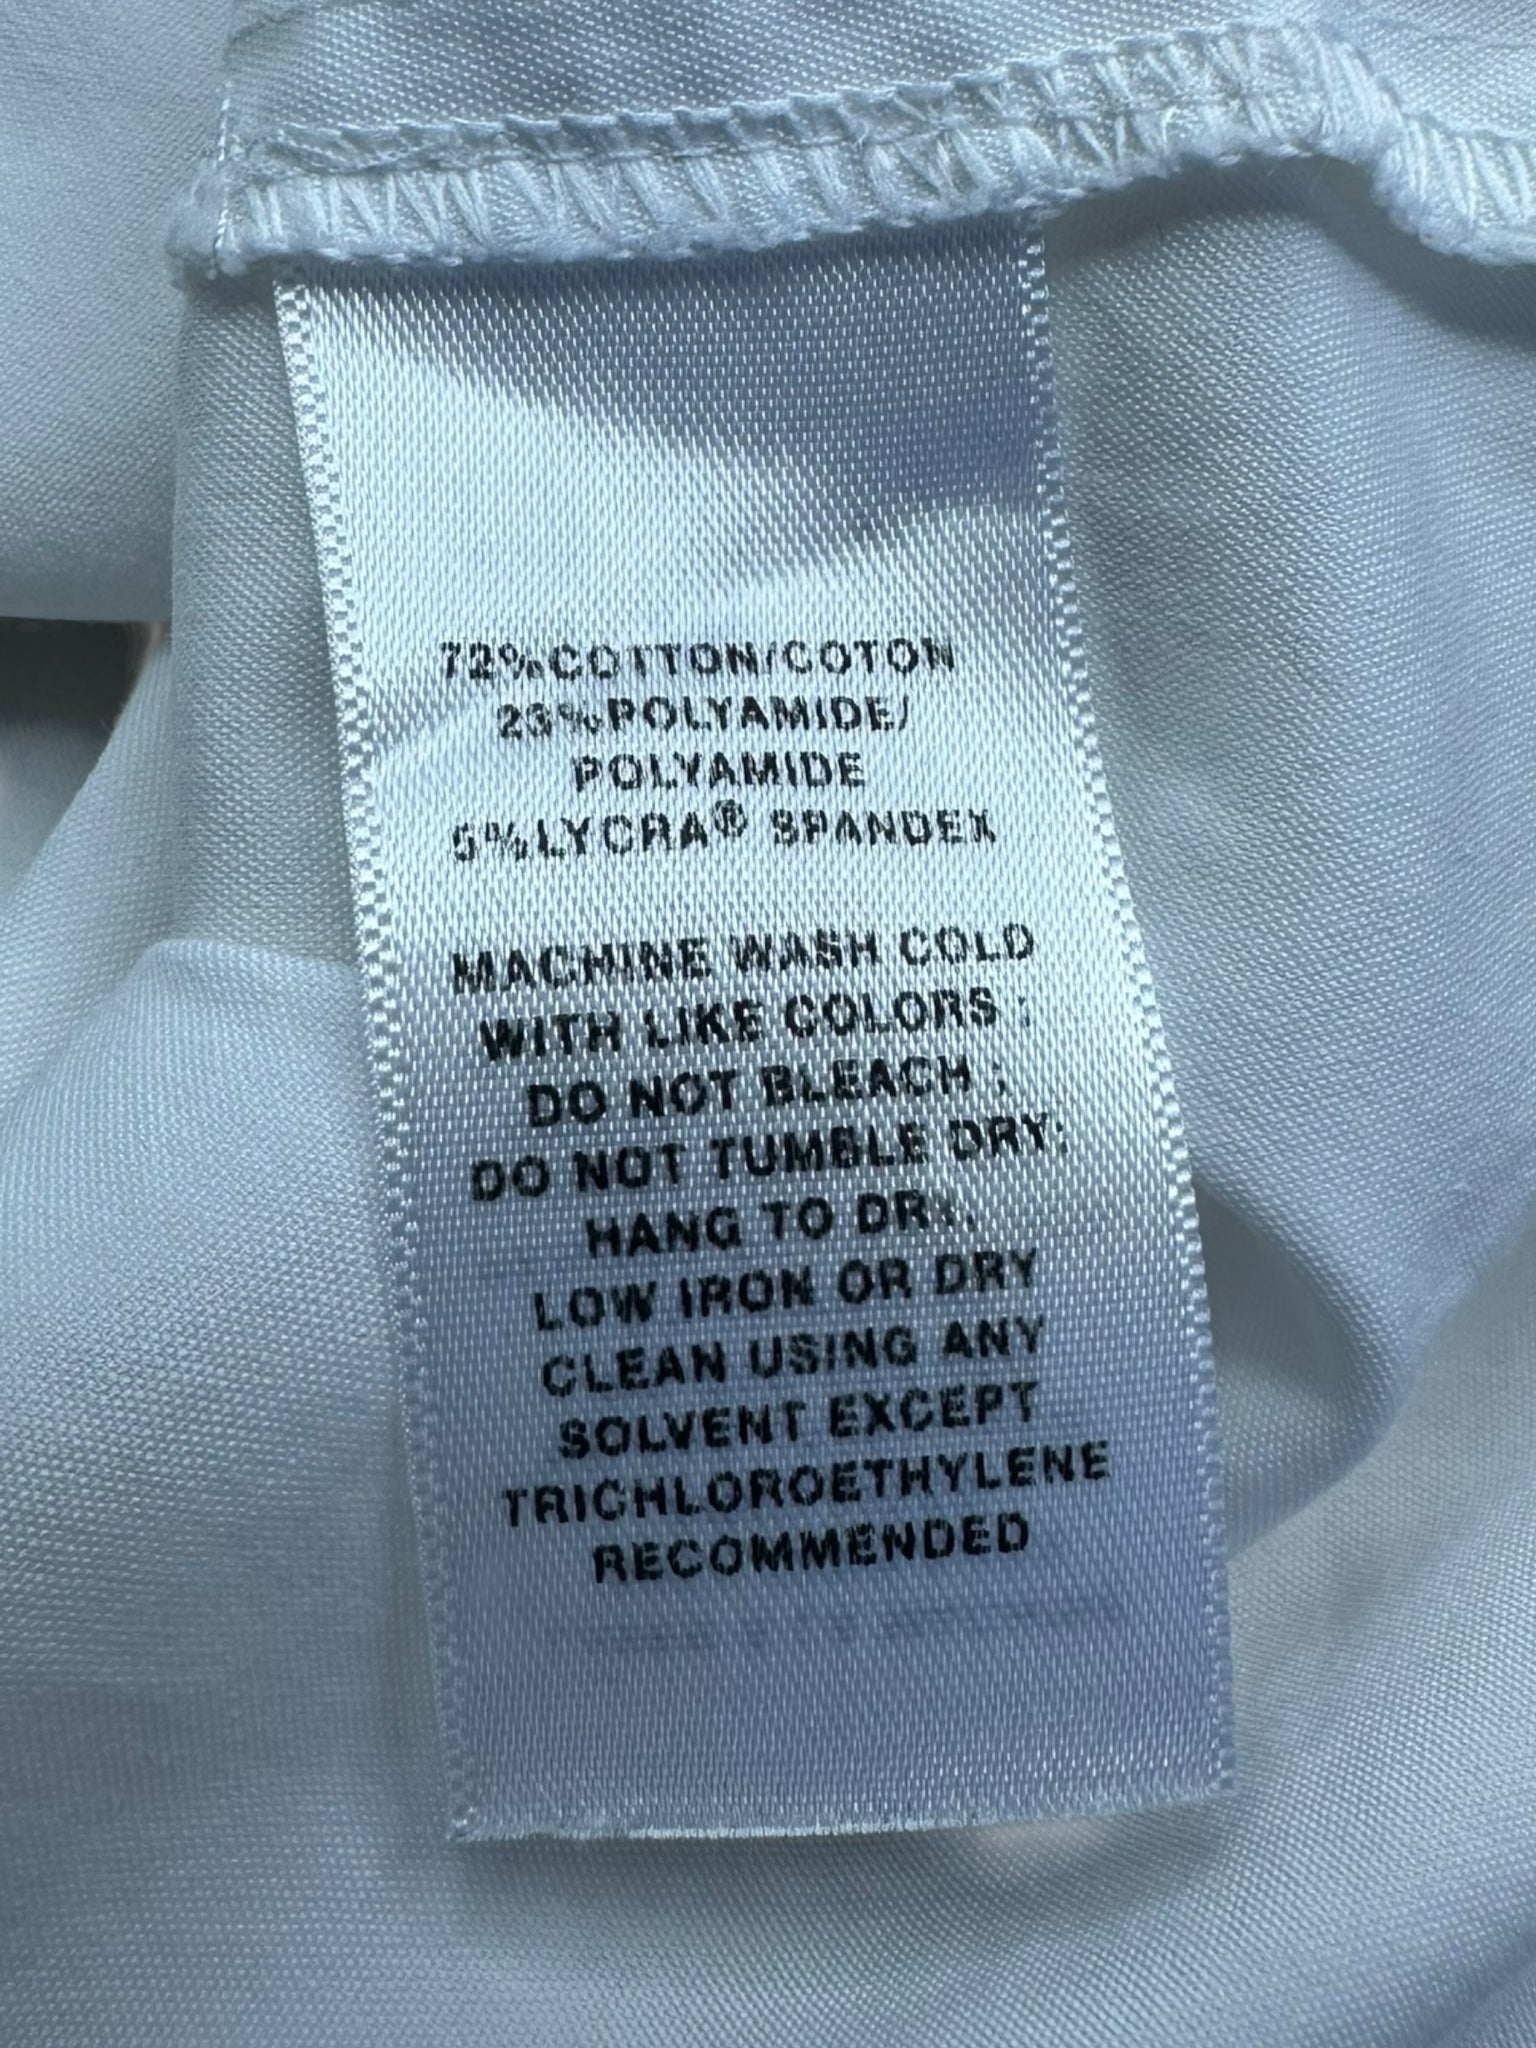 72%COTTON/COTON
23%POLYAMIDE/
POLYAMIDE
5%LYCRA® SPANDEX
MACHINE WASH COLD
WITH LIKE COLORS ;
DO NOT BLEACH ;
DO NOT TUMBLE DRY;
HANG TO DRY;
LOW IRON OR DRY
CLEAN USING ANY
SOLVENT EXCEPT
TRICHLOROETHYLENE
RECOMMENDED